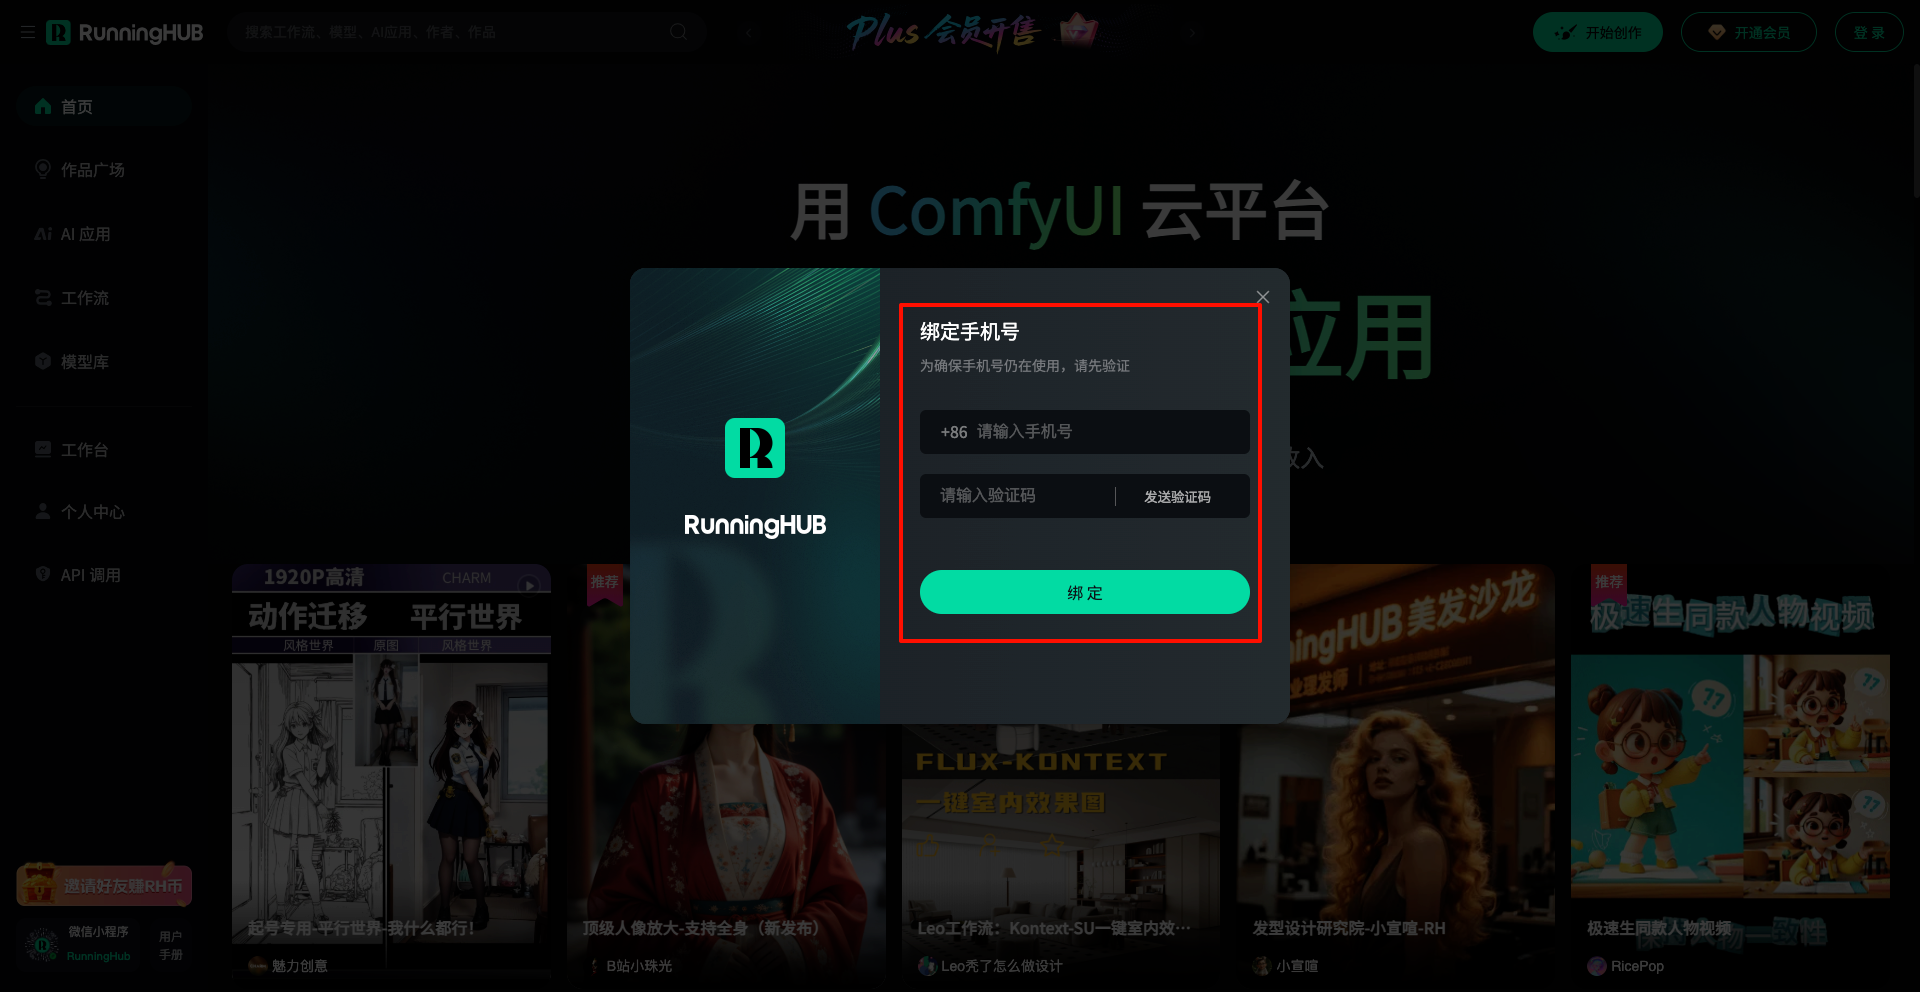 RunningHUB
搜索工作流、模型、AI应用、作者、作品
Plus 会员开售
开始创作
开通会员
登 录
首页
作品广场
AI 应用
工作流
模型库
工作台
个人中心
API 调用
邀请好友赚RH币
微信小程序
RunningHub
用户
手册
用 ComfyUI 云平台
应用
收入
RunningHUB
绑定手机号
为确保手机号仍在使用，请先验证
+86 请输入手机号
请输入验证码
发送验证码
绑 定
1920P高清
CHARM
动作迁移 平行世界
风格世界 原图 风格世界
起号专用-平行世界-我什么都行！
魅力创意
推荐
顶级人像放大-支持全身（新发布）
B站小珠光
FLUX-KONTEXT
一键室内效果图
Leo工作流：Kontext-SU一键室内效…
Leo秃了怎么做设计
ningHUB 美发沙龙
业理发师
发型设计研究院-小宣喧-RH
小宣喧
推荐
极速生同款人物视频
极速生同款人物视频
RicePop